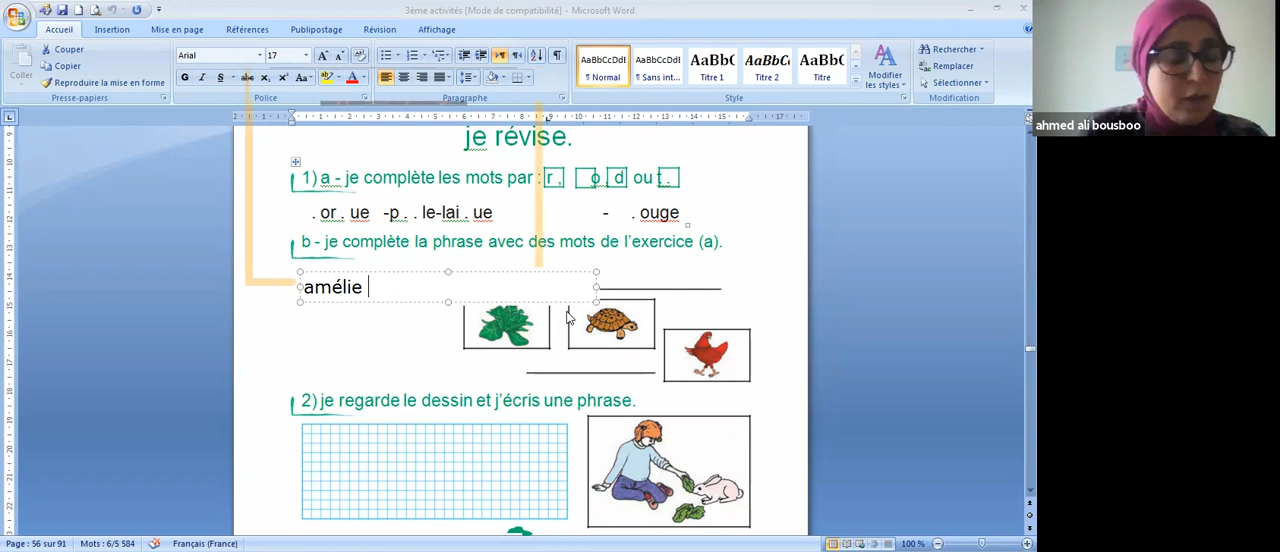 3ème activités [Mode de compatibilité] - Microsoft Word
Accueil Insertion Mise en page Références Publipostage Révision Affichage
Coller
Couper
Copier
Reproduire la mise en forme
Presse-papiers
Arial 17
Police
Paragraphe
AaBbCcDdE AaBbCcDdE AaBbC AaBbCc AaBbC
¶ Normal ¶ Sans int... Titre 1 Titre 2 Titre
Style
Modifier les styles
Rechercher
Remplacer
Sélectionner
Modification
ahmed ali bousboo
je révise.
1) a - je complète les mots par : r , o , d ou t .
. or . ue -p . . le-lai . ue - . ouge
b - je complète la phrase avec des mots de l'exercice (a).
amélie
2) je regarde le dessin et j'écris une phrase.
Page : 56 sur 91 Mots : 6/5 584 Français (France) 100 %